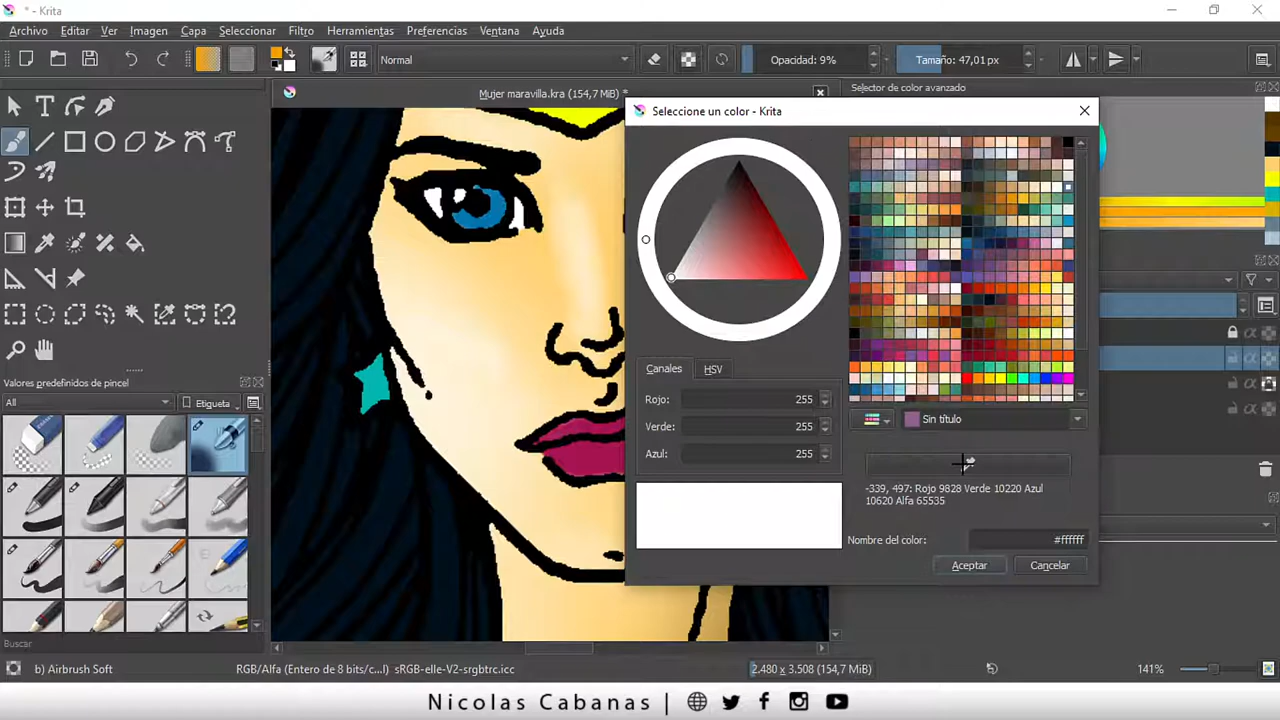 * - Krita
Archivo Editar Ver Imagen Capa Seleccionar Filtro Herramientas Preferencias Ventana Ayuda
Normal
Opacidad: 9%
Tamaño: 47,01 px
Mujer maravilla.kra (154,7 MiB) *
Selector de color avanzado
Seleccione un color - Krita
Canales HSV
Valores predefinidos de pincel
All
Etiqueta
Rojo: 255
Verde: 255
Azul: 255
Sin título
-339, 497: Rojo 9828 Verde 10220 Azul
10620 Alfa 65535
Nombre del color: #ffffff
Aceptar Cancelar
Buscar
b) Airbrush Soft
RGB/Alfa (Entero de 8 bits/c...l) sRGB-elle-V2-srgbtrc.icc
2.480 x 3.508 (154,7 MiB)
141%
Nicolas Cabanas |